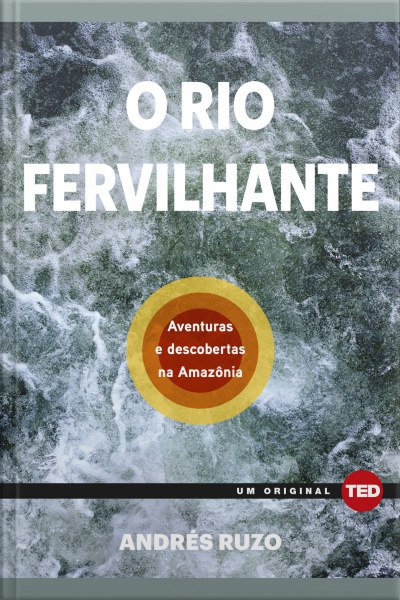 O RIO
FERVILHANTE
Aventuras
e descobertas
na Amazônia
UM ORIGINAL TED
ANDRÉS RUZO